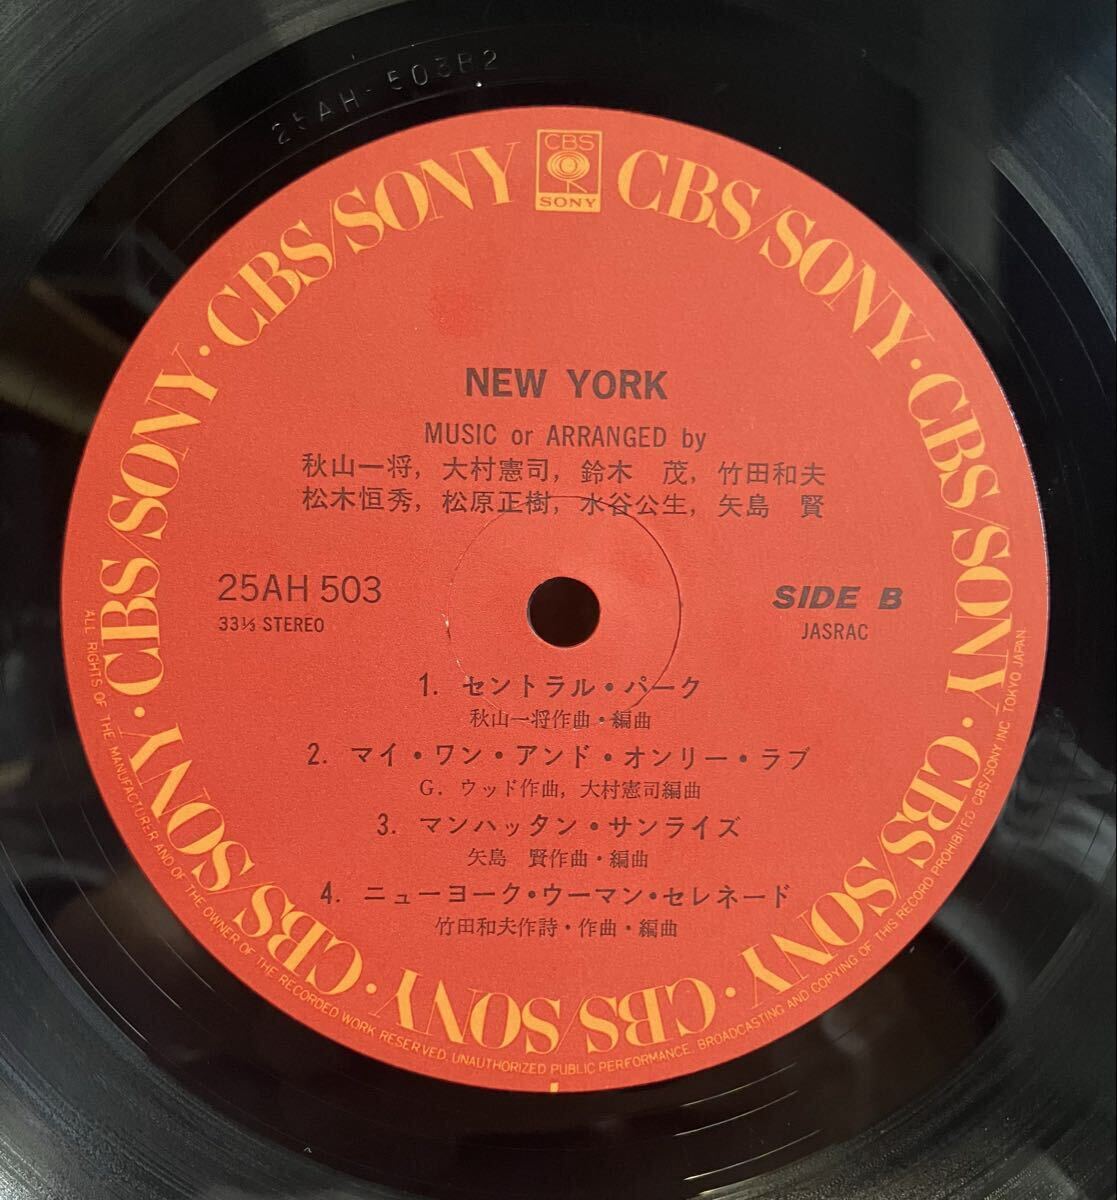 25AH-503B2
CBS
SONY
CBS/SONY · CBS/SONY · CBS/SONY · CBS/SONY · CBS/SONY · CBS/SONY · CBS/SONY · CBS/SONY · CBS/SONY
NEW YORK
MUSIC or ARRANGED by
秋山一将, 大村憲司, 鈴木 茂, 竹田和夫
松木恒秀, 松原正樹, 水谷公生, 矢島 賢
25AH 503
33⅓ STEREO
SIDE B
JASRAC
1. セントラル・パーク
秋山一将作曲・編曲
2. マイ・ワン・アンド・オンリー・ラブ
G. ウッド作曲, 大村憲司編曲
3. マンハッタン・サンライズ
矢島 賢作曲・編曲
4. ニューヨーク・ウーマン・セレネード
竹田和夫作詩・作曲・編曲
ALL RIGHTS OF THE MANUFACTURER AND OF THE OWNER OF THE RECORDED WORK RESERVED. UNAUTHORIZED PUBLIC PERFORMANCE. BROADCASTING AND COPYING OF THIS RECORD PROHIBITED. CBS/SONY INC. TOKYO JAPAN.